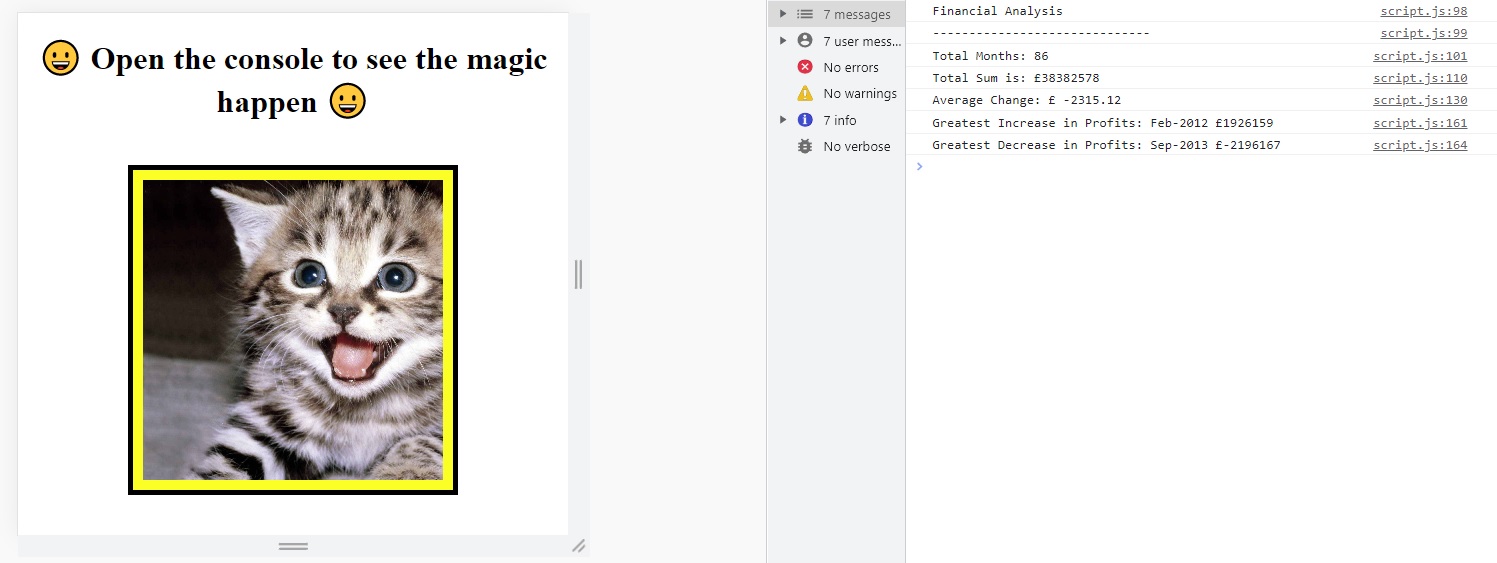 😀 Open the console to see the magic
happen 😀
7 messages
7 user mess...
No errors
No warnings
7 info
No verbose
Financial Analysis script.js:98
------------------------------ script.js:99
Total Months: 86 script.js:101
Total Sum is: £38382578 script.js:110
Average Change: £ -2315.12 script.js:130
Greatest Increase in Profits: Feb-2012 £1926159 script.js:161
Greatest Decrease in Profits: Sep-2013 £-2196167 script.js:164